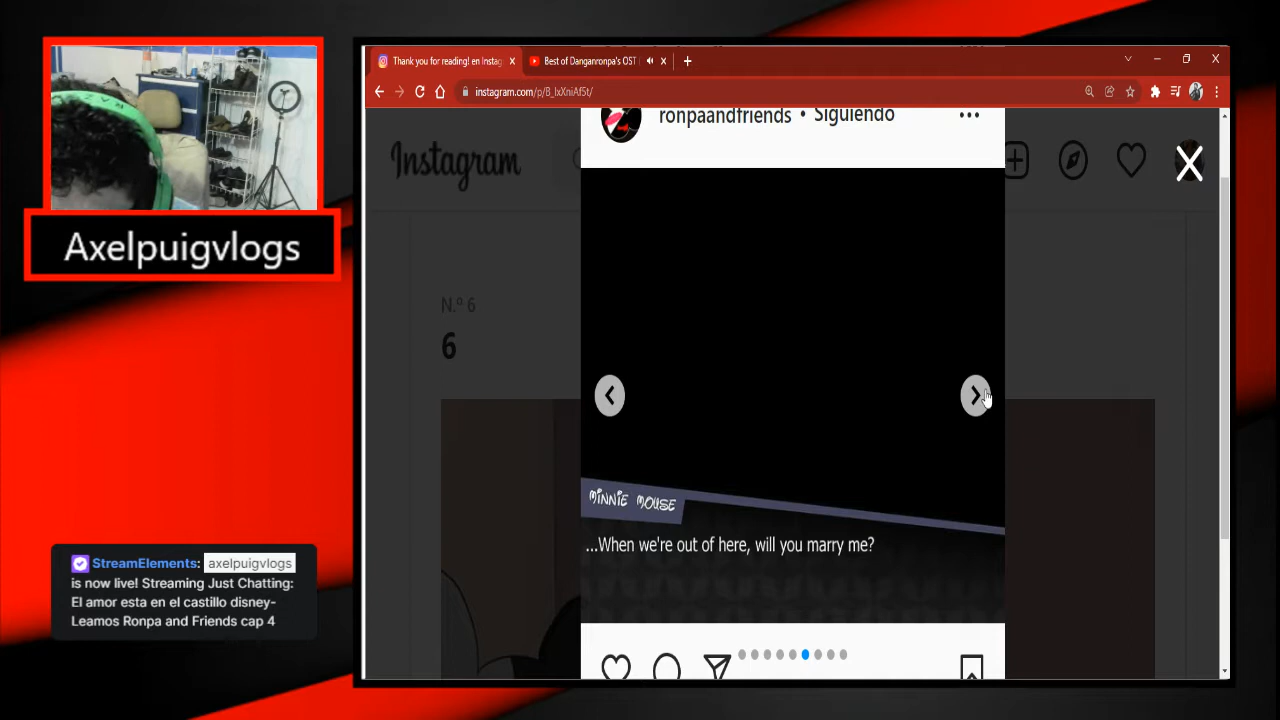 Thank you for reading! en Instag
Best of Danganronpa's OST
instagram.com/p/B_IxXniAfSt/
ronpaandfriends • Siguiendo
Instagram
N.º 6
6
MINNIE MOUSE
...When we're out of here, will you marry me?
Axelpuigvlogs
StreamElements: axelpuigvlogs
is now live! Streaming Just Chatting:
El amor esta en el castillo disney-
Leamos Ronpa and Friends cap 4